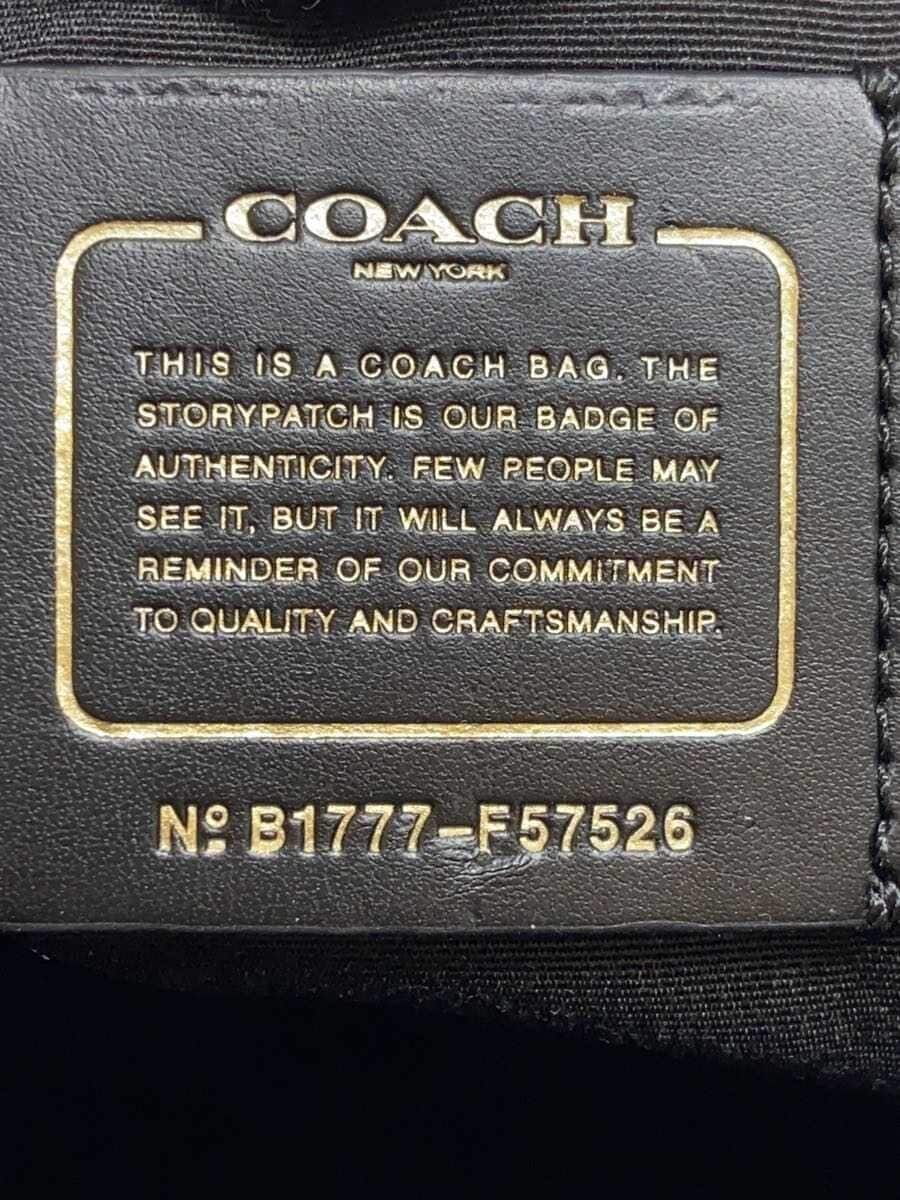 COACH
NEW YORK
THIS IS A COACH BAG. THE
STORYPATCH IS OUR BADGE OF
AUTHENTICITY. FEW PEOPLE MAY
SEE IT, BUT IT WILL ALWAYS BE A
REMINDER OF OUR COMMITMENT
TO QUALITY AND CRAFTSMANSHIP.
Nº B1777-F57526